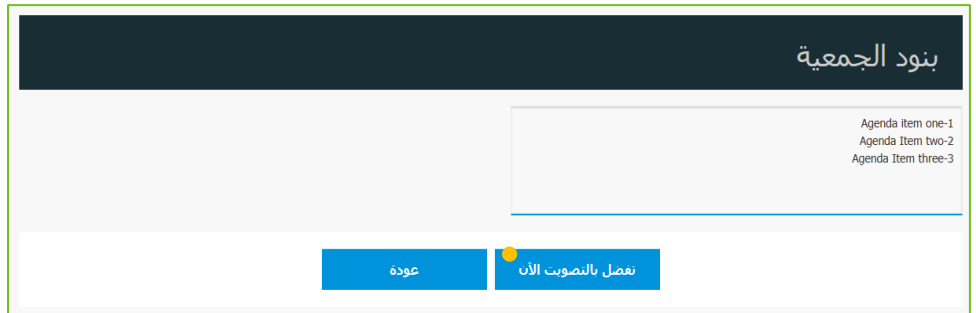 بنود الجمعية
Agenda item one-1
Agenda Item two-2
Agenda Item three-3
تفضل بالتصويت الآن
عودة